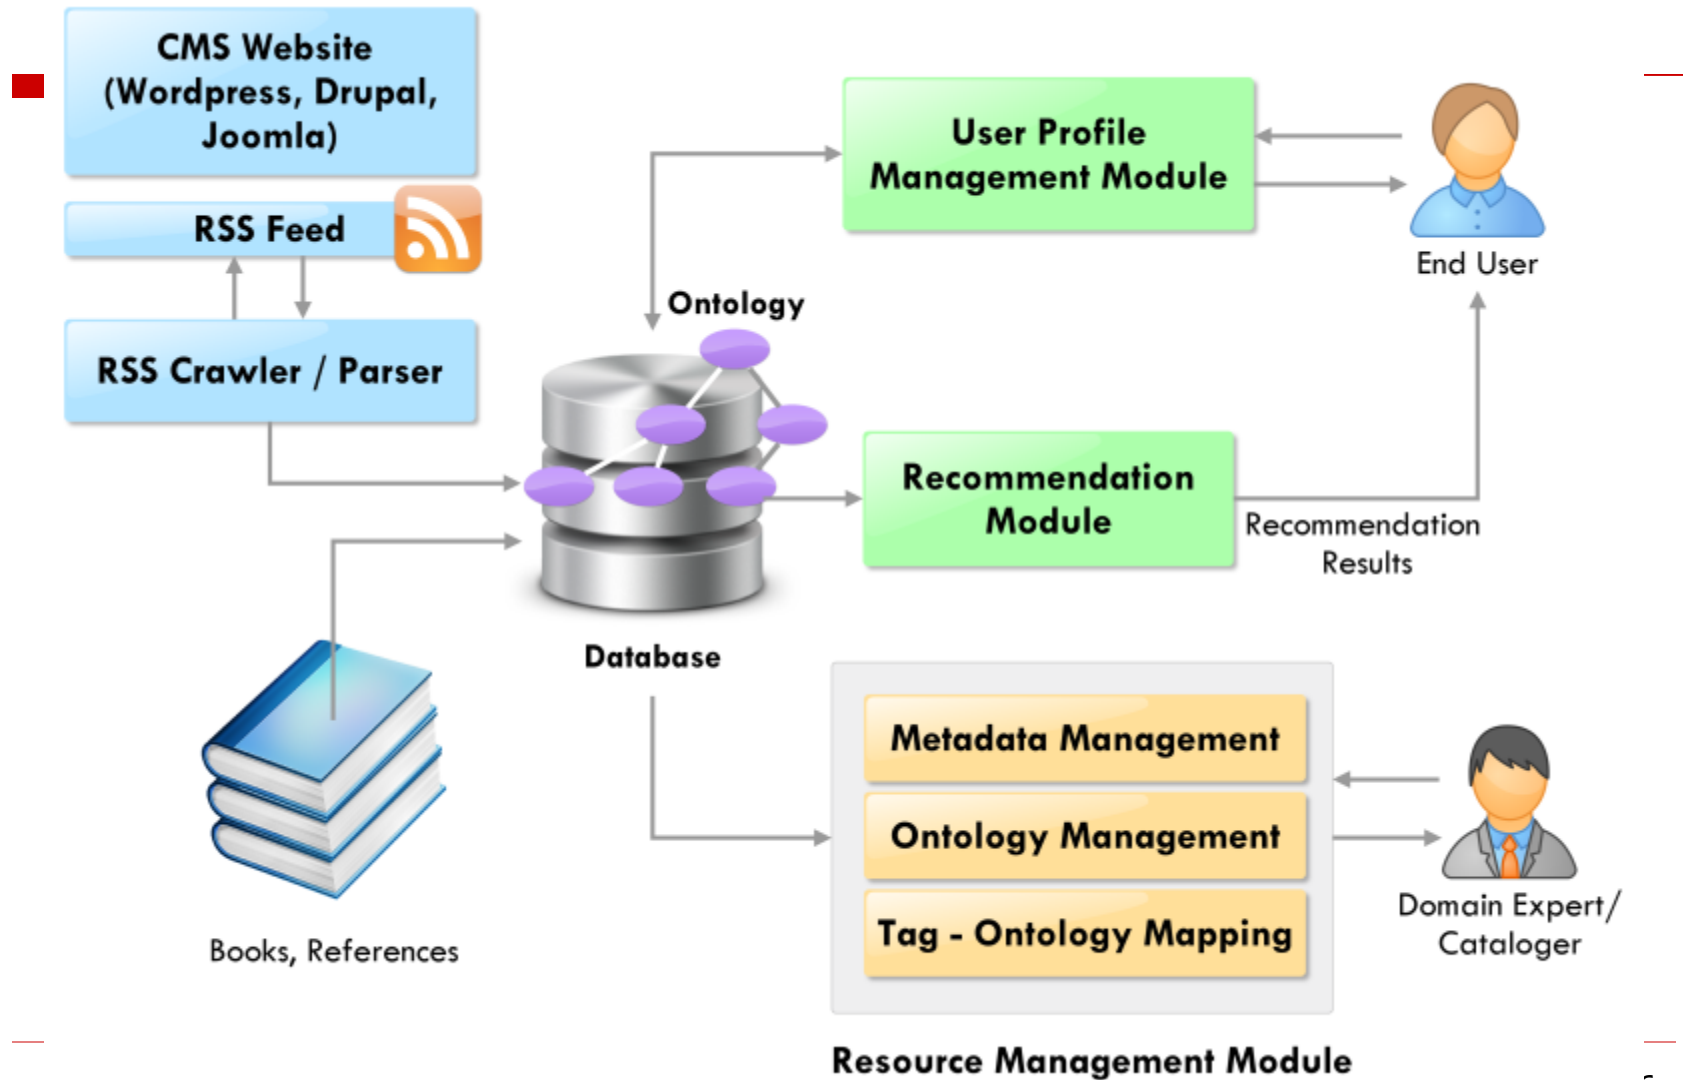 CMS Website
(Wordpress, Drupal,
Joomla)
RSS Feed
RSS Crawler / Parser
User Profile
Management Module
End User
Ontology
Recommendation
Module
Recommendation
Results
Database
Books, References
Metadata Management
Ontology Management
Tag - Ontology Mapping
Domain Expert/
Cataloger
Resource Management Module